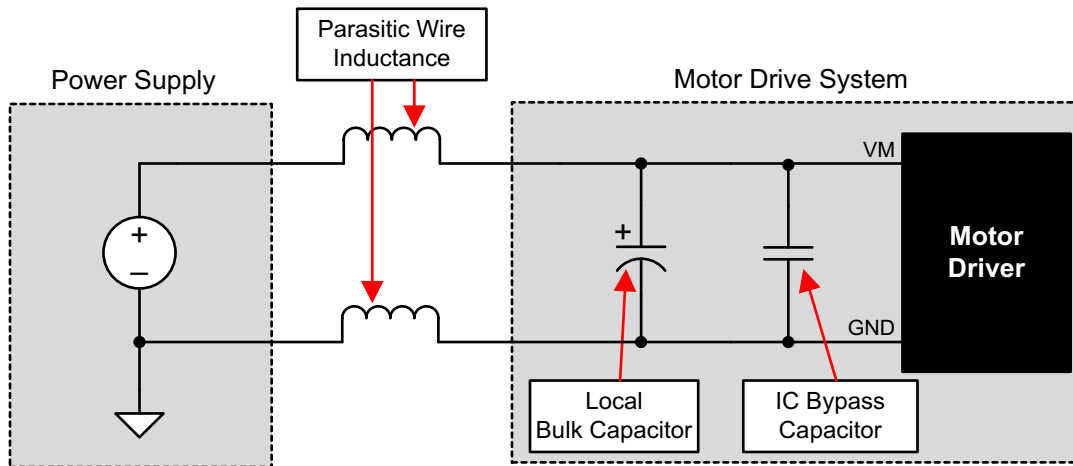 Parasitic Wire
Inductance
Power Supply
Motor Drive System
VM
+
–
+
Motor
Driver
GND
Local
Bulk Capacitor
IC Bypass
Capacitor